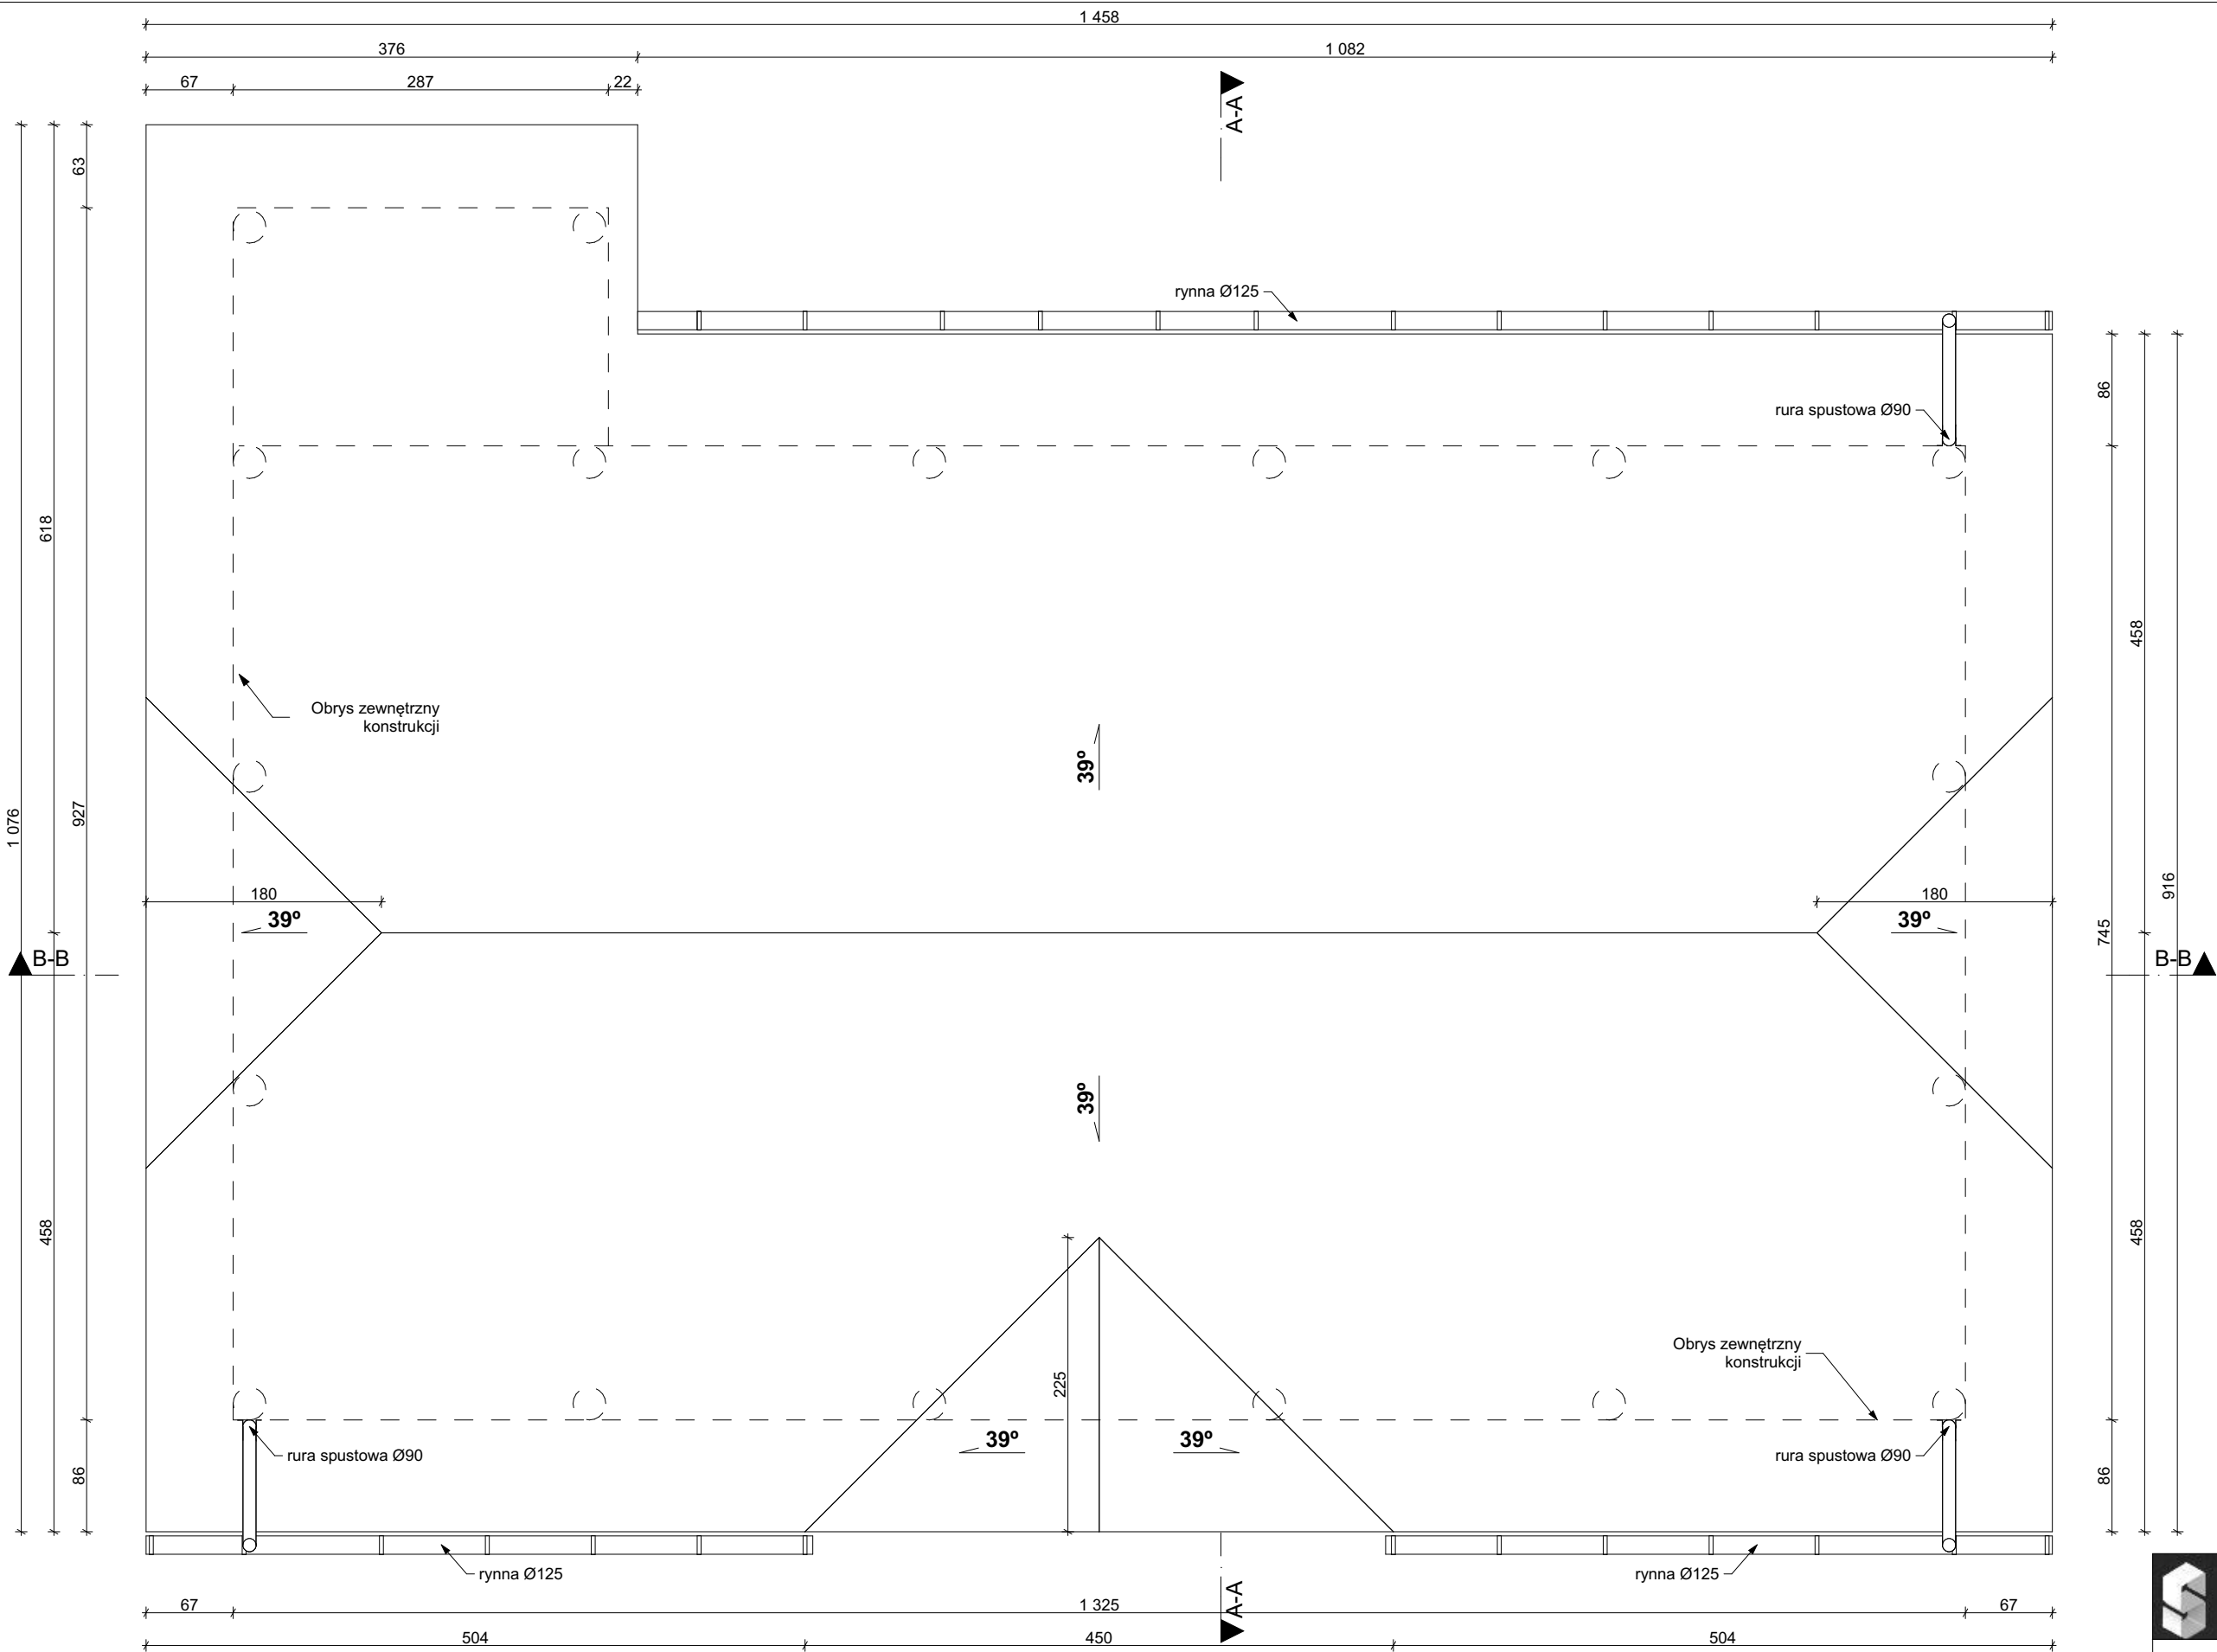 1 458
376
1 082
67
287
22
A-A
63
rynna Ø125
86
rura spustowa Ø90
618
458
Obrys zewnętrzny
konstrukcji
39º
927
1 076
180
180
916
39º
39º
745
B-B
B-B
39º
458
458
Obrys zewnętrzny
konstrukcji
225
39º
39º
rura spustowa Ø90
rura spustowa Ø90
86
86
rynna Ø125
rynna Ø125
A-A
67
1 325
67
504
450
504